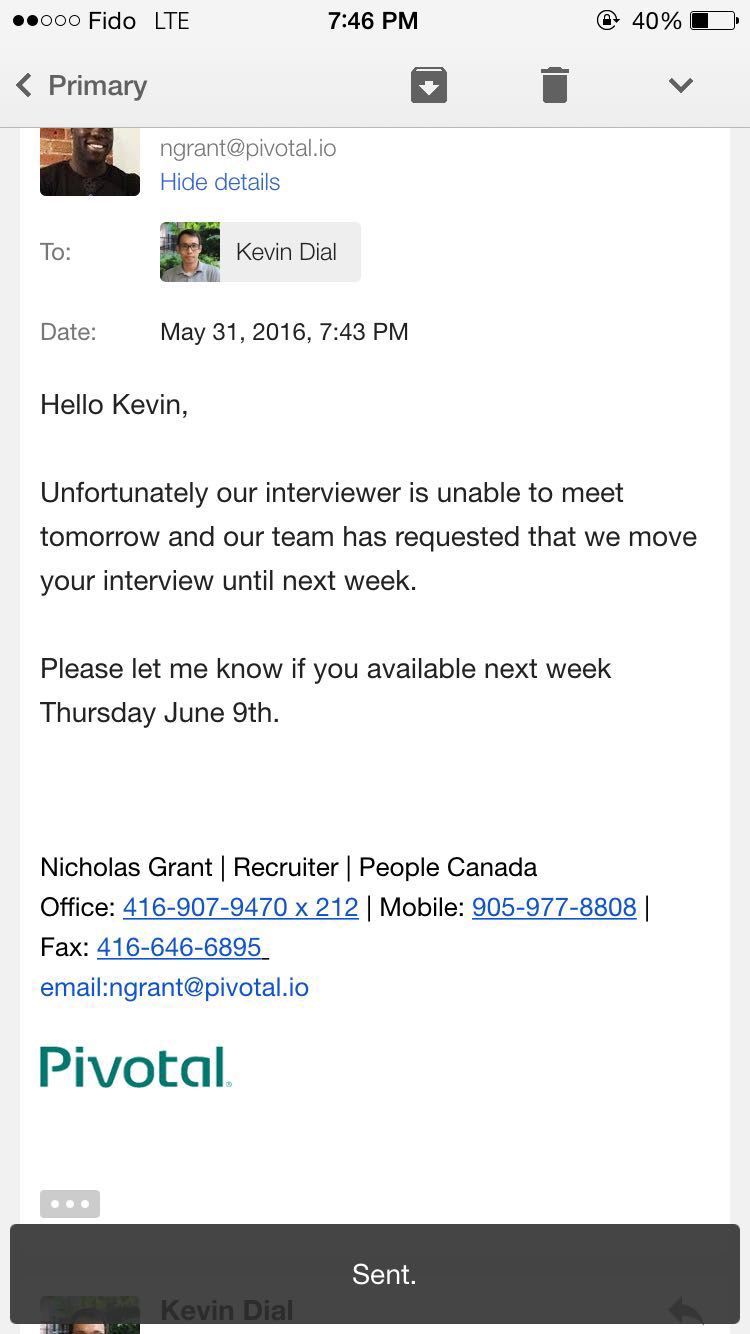 Fido LTE 7:46 PM 40%
Primary
ngrant@pivotal.io
Hide details
To: Kevin Dial
Date: May 31, 2016, 7:43 PM
Hello Kevin,
Unfortunately our interviewer is unable to meet
tomorrow and our team has requested that we move
your interview until next week.
Please let me know if you available next week
Thursday June 9th.
Nicholas Grant | Recruiter | People Canada
Office: 416-907-9470 x 212 | Mobile: 905-977-8808 |
Fax: 416-646-6895
email:ngrant@pivotal.io
Pivotal
Sent.
Kevin Dial